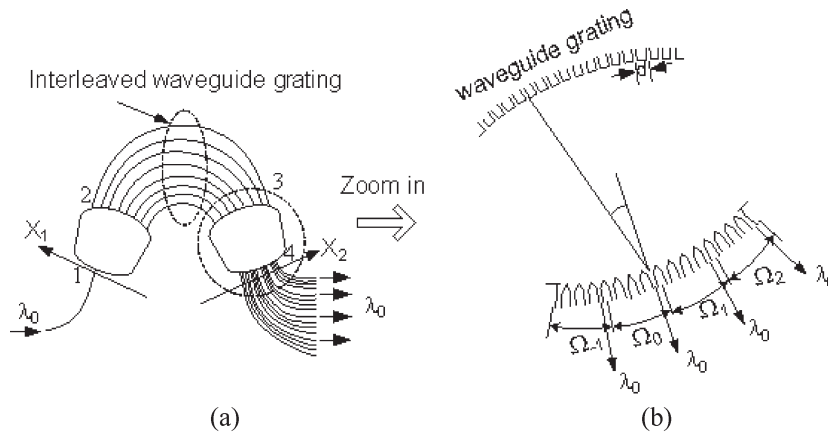 Interleaved waveguide grating
2
3
X₁
1
4
X₂
λ₀
λ₀
Zoom in
(a)
waveguide grating
d
Ω₋₁
Ω₀
Ω₁
Ω₂
λ₀
λ₀
λ₀
(b)